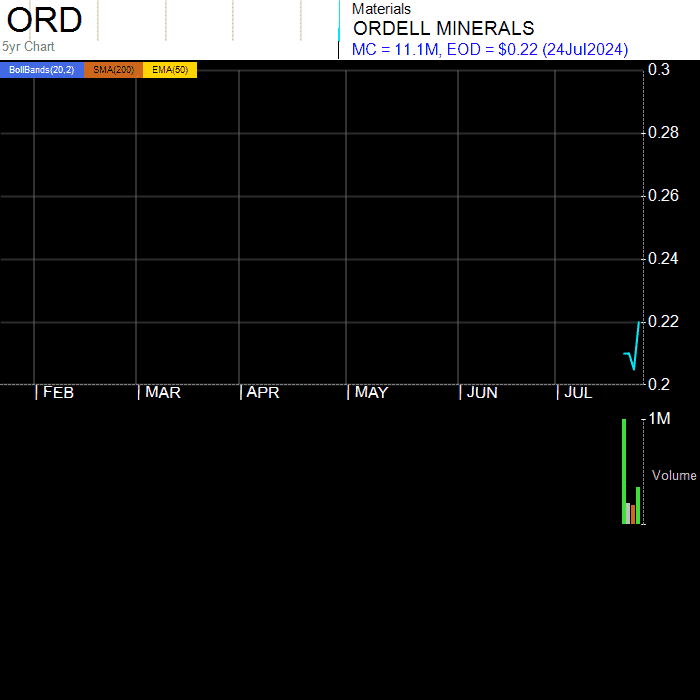 ORD
5yr Chart
Materials
ORDELL MINERALS
MC = 11.1M, EOD = $0.22 (24Jul2024)
BollBands(20,2) SMA(200) EMA(50)
0.3
0.28
0.26
0.24
0.22
0.2
FEB MAR APR MAY JUN JUL
1M
Volume